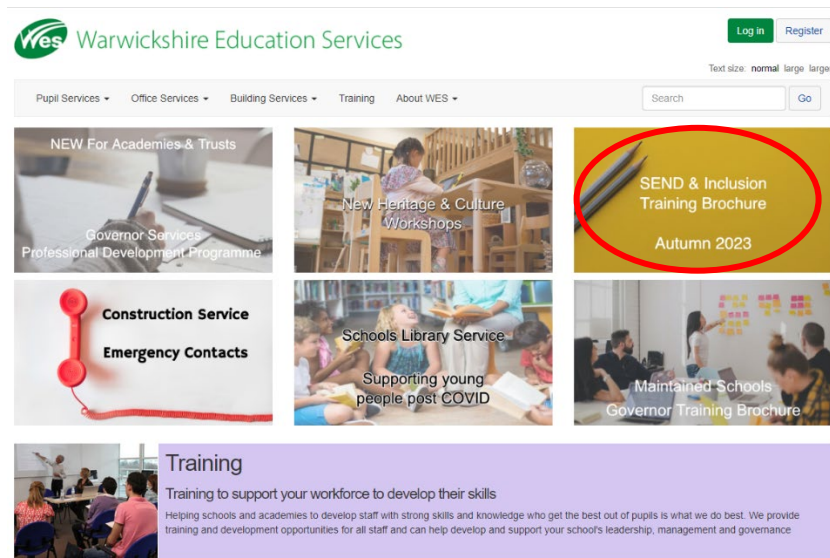 Wes Warwickshire Education Services
Log in Register
Text size: normal large larger
Pupil Services Office Services Building Services Training About WES
Search Go
NEW For Academies & Trusts
Governor Services
Professional Development Programme
New Heritage & Culture
Workshops
SEND & Inclusion
Training Brochure
Autumn 2023
Construction Service
Emergency Contacts
Schools Library Service
Supporting young
people post COVID
Maintained Schools
Governor Training Brochure
Training
Training to support your workforce to develop their skills
Helping schools and academies to develop staff with strong skills and knowledge who get the best out of pupils is what we do best. We provide
training and development opportunities for all staff and can help develop and support your school's leadership, management and governance